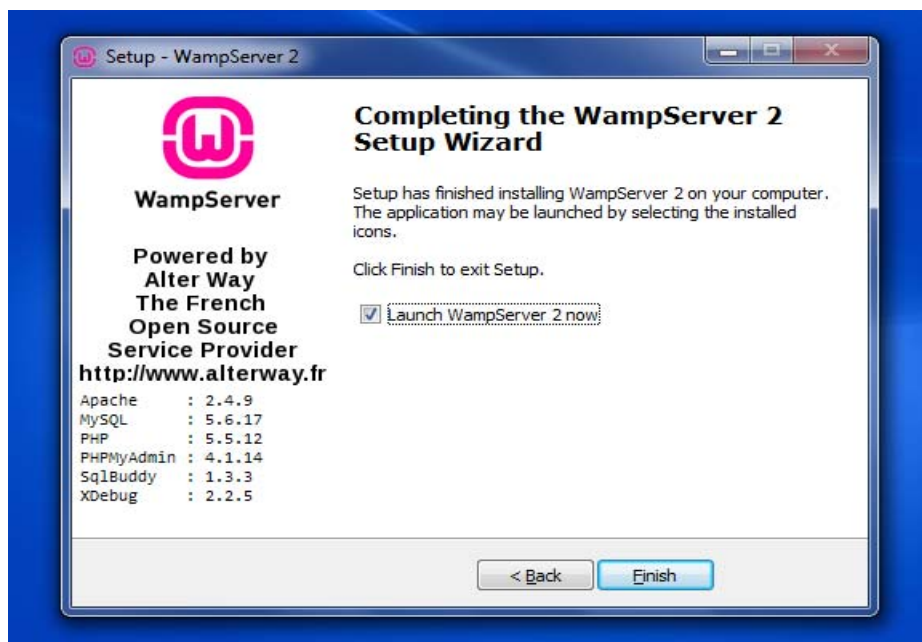 Setup - WampServer 2
WampServer
Powered by
Alter Way
The French
Open Source
Service Provider
http://www.alterway.fr
Apache : 2.4.9
MySQL : 5.6.17
PHP : 5.5.12
PHPMyAdmin : 4.1.14
SqlBuddy : 1.3.3
XDebug : 2.2.5
Completing the WampServer 2
Setup Wizard
Setup has finished installing WampServer 2 on your computer.
The application may be launched by selecting the installed
icons.
Click Finish to exit Setup.
Launch WampServer 2 now
< Back
Finish